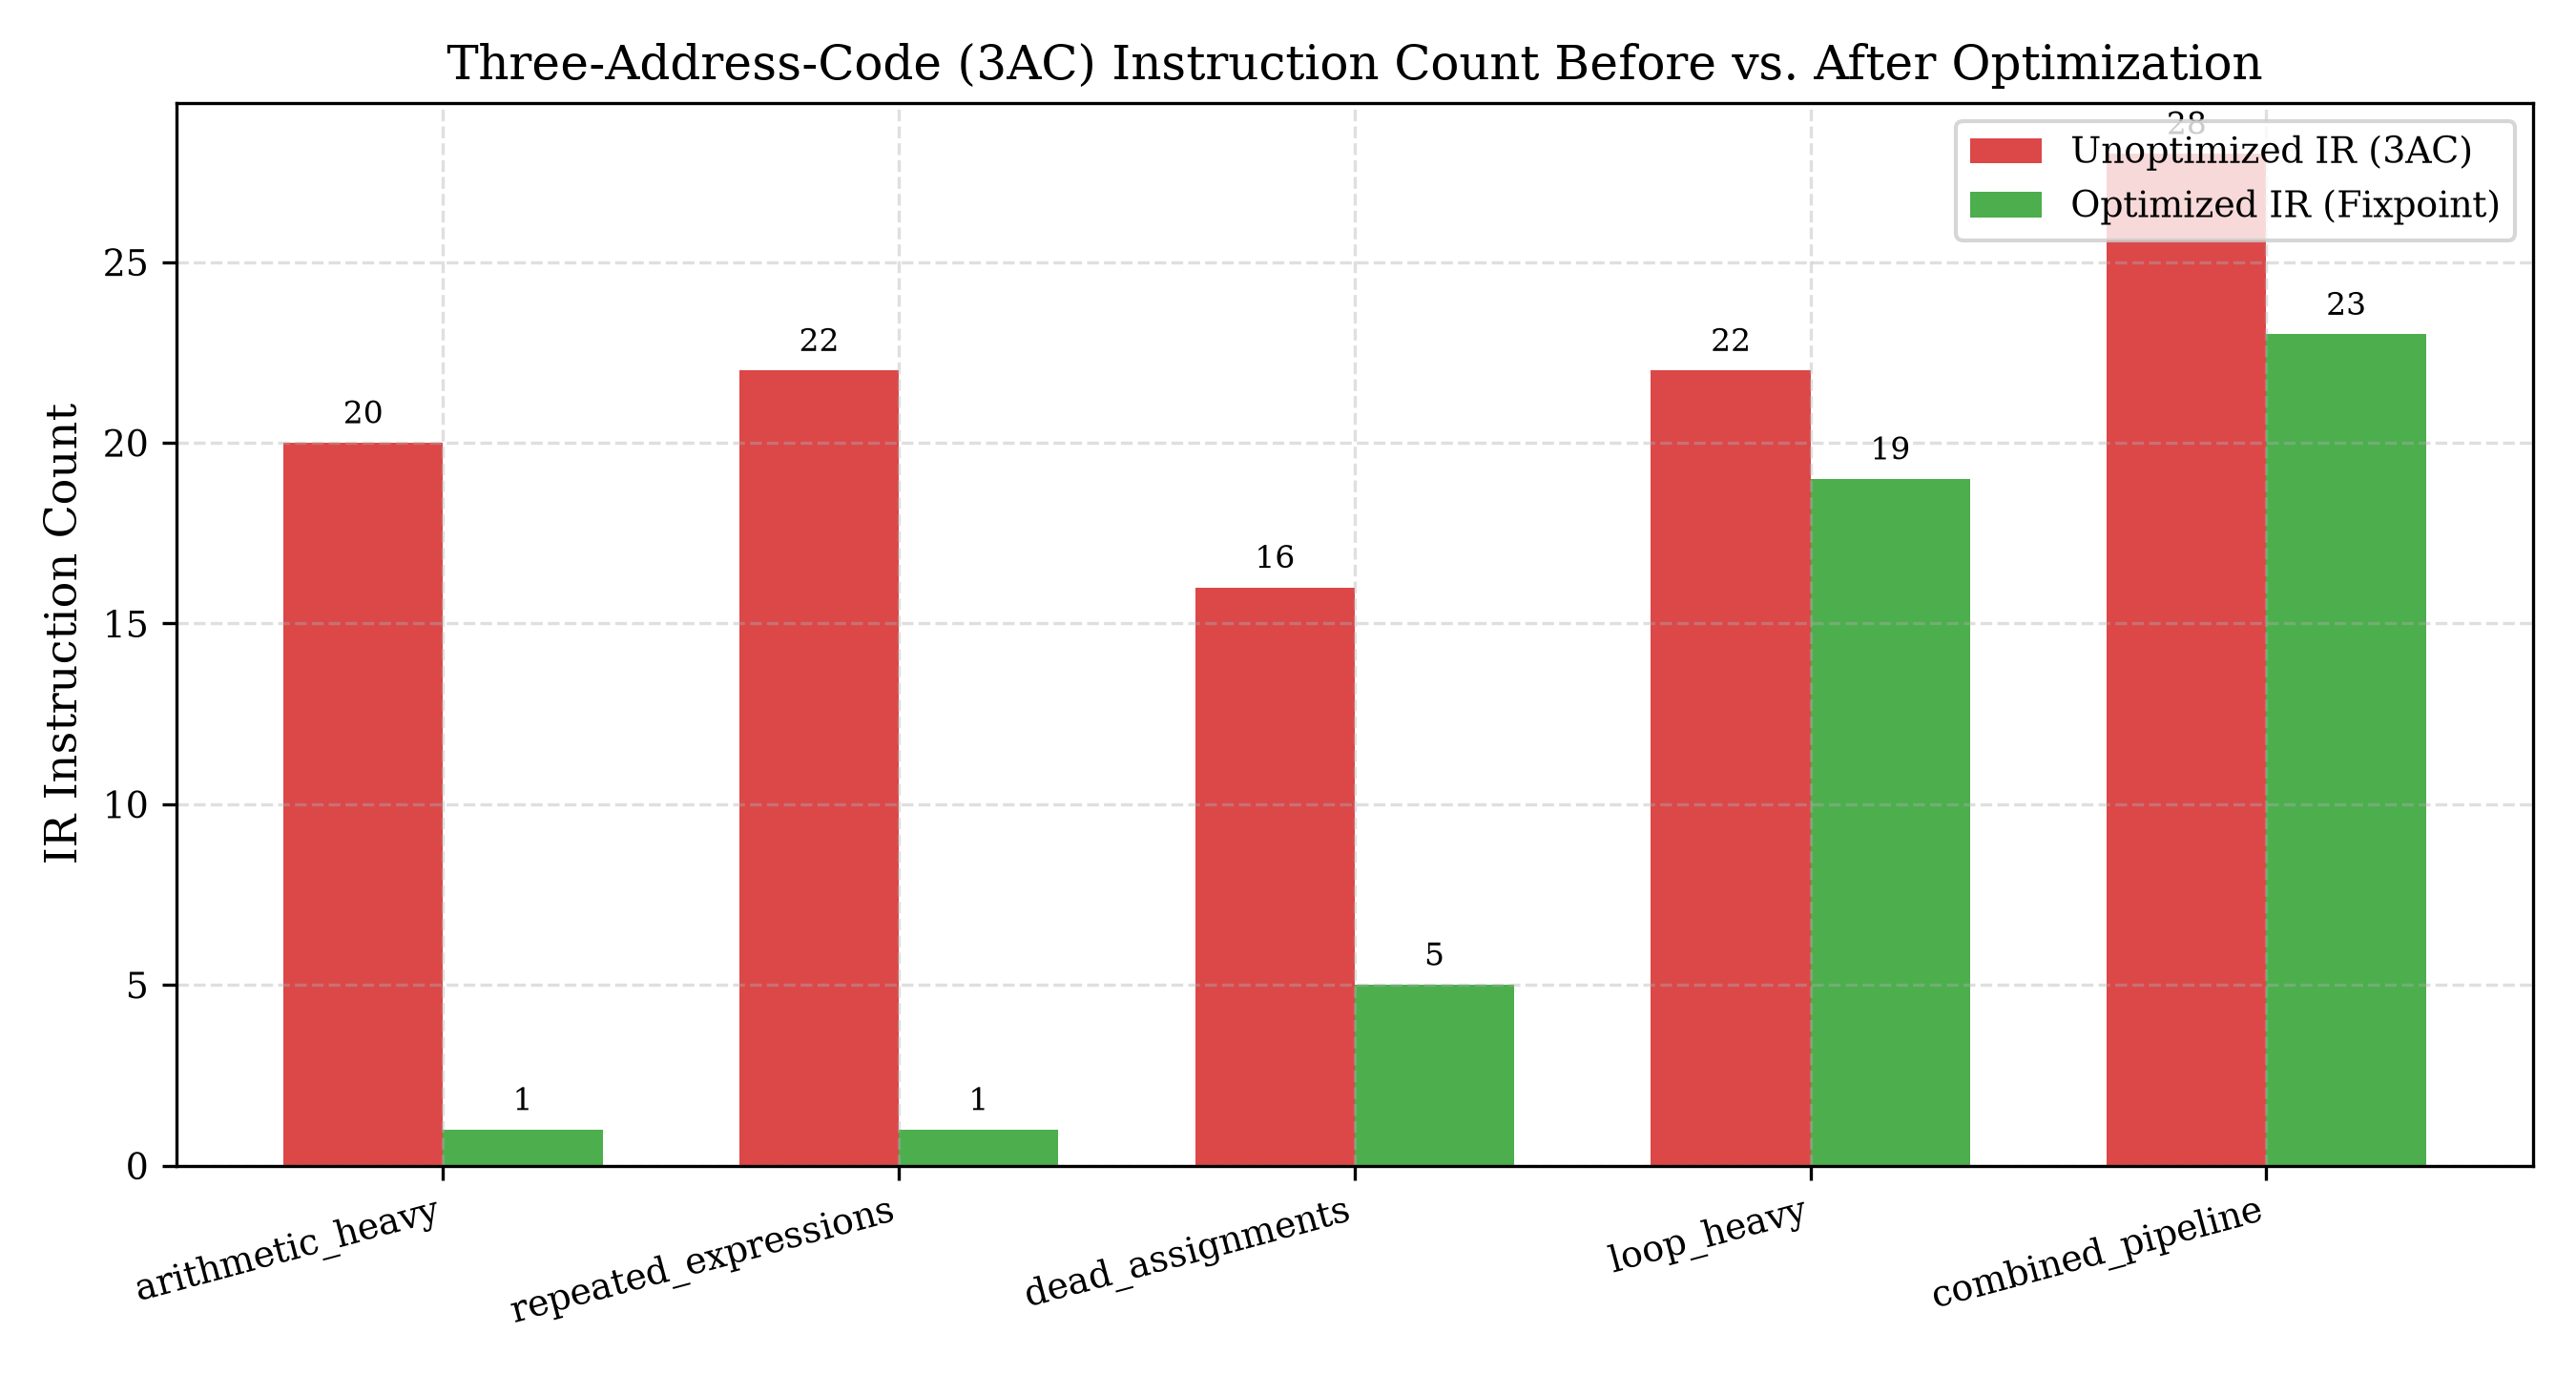 Three-Address-Code (3AC) Instruction Count Before vs. After Optimization
28
Unoptimized IR (3AC)
Optimized IR (Fixpoint)
IR Instruction Count
25
20
15
10
5
0
20
1
22
1
16
5
22
19
23
arithmetic_heavy
repeated_expressions
dead_assignments
loop_heavy
combined_pipeline